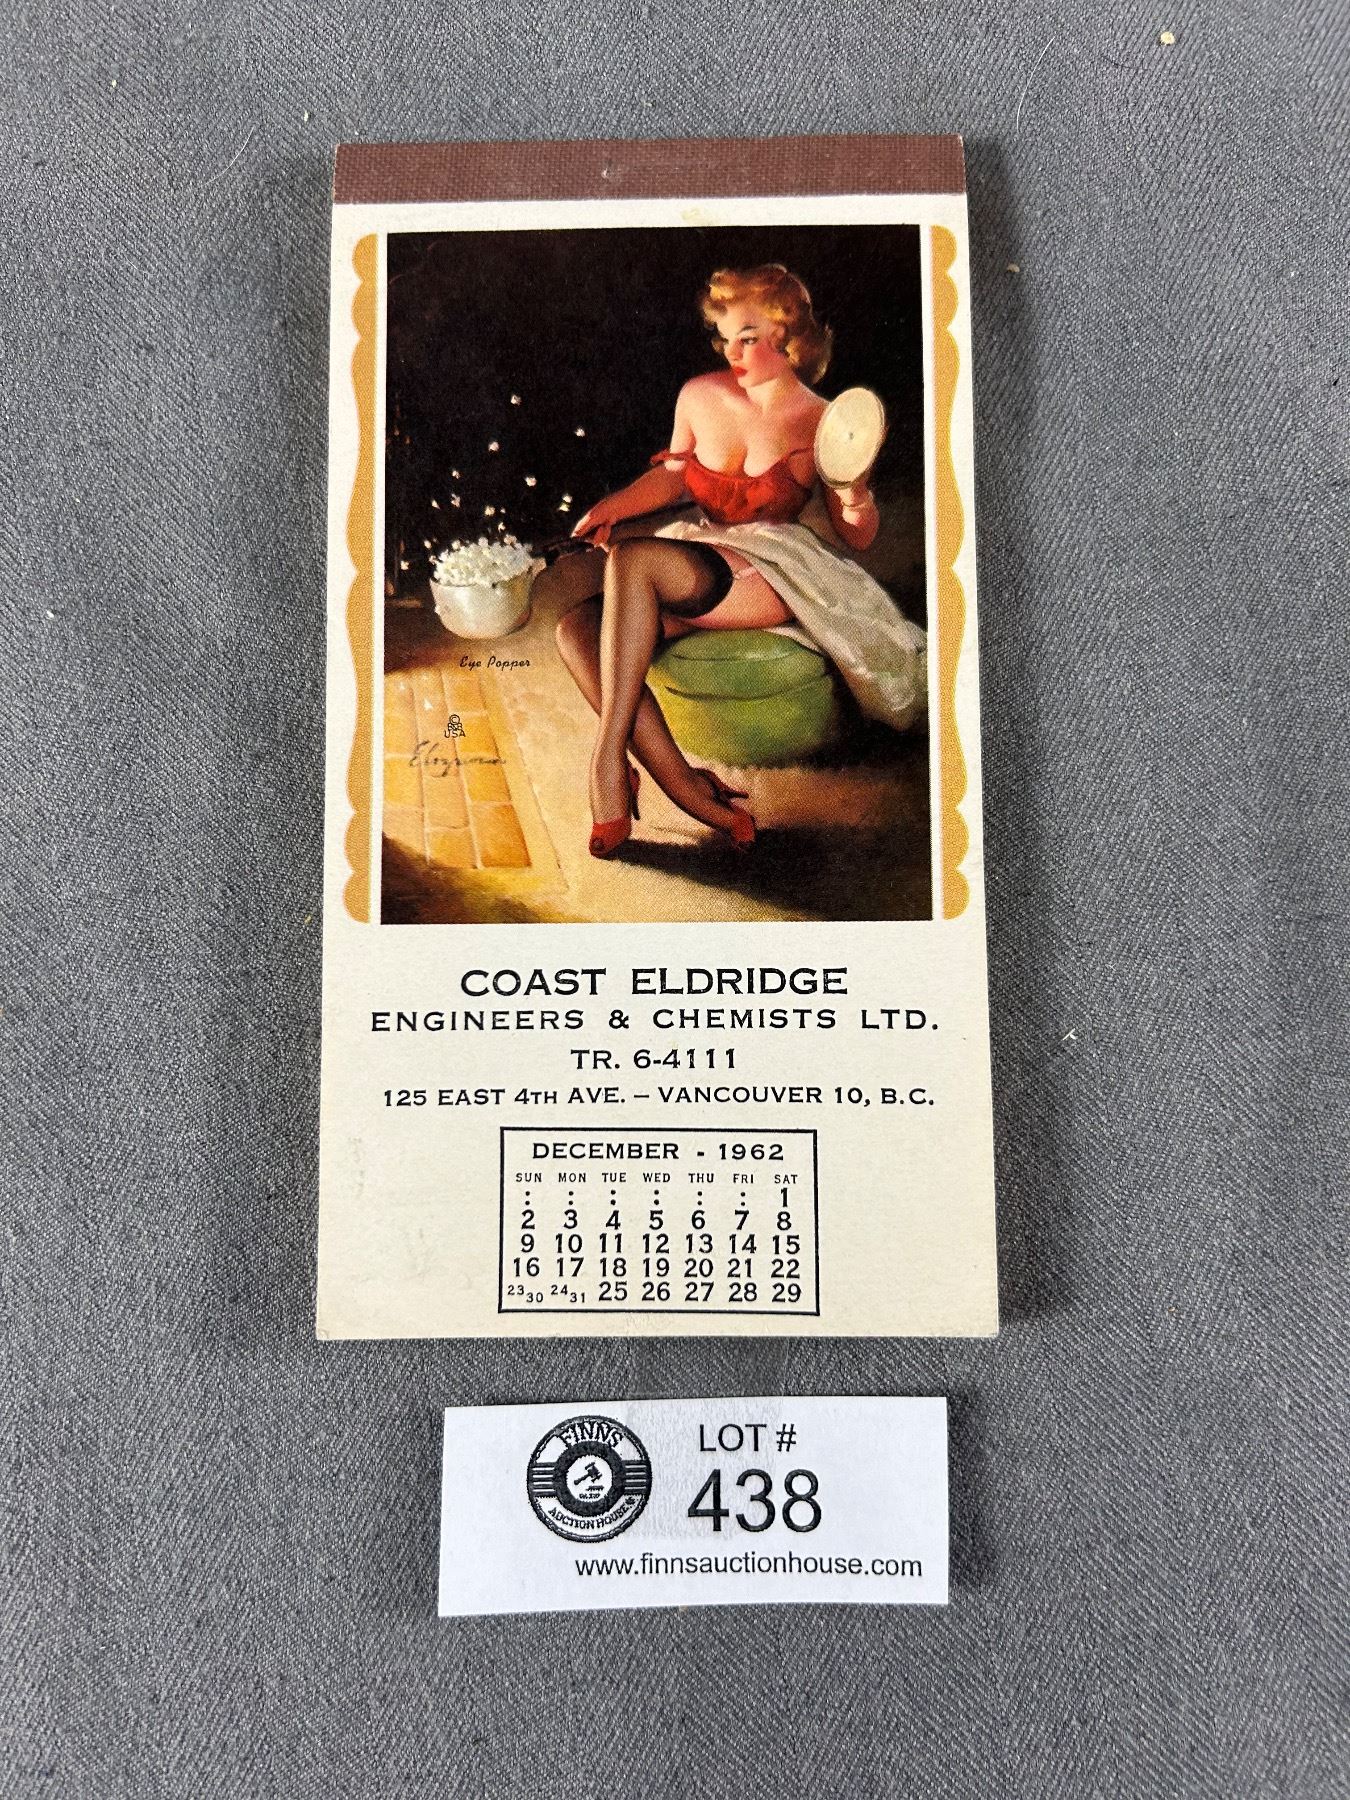 Eye Popper
©
B&B
USA
Elvgren
COAST ELDRIDGE
ENGINEERS & CHEMISTS LTD.
TR. 6-4111
125 EAST 4TH AVE. – VANCOUVER 10, B.C.
DECEMBER - 1962
SUN MON TUE WED THU FRI SAT
: : : : : : 1
2 3 4 5 6 7 8
9 10 11 12 13 14 15
16 17 18 19 20 21 22
23 30 24 31 25 26 27 28 29
FINNS
AUCTION HOUSE
LOT #
438
www.finnsauctionhouse.com